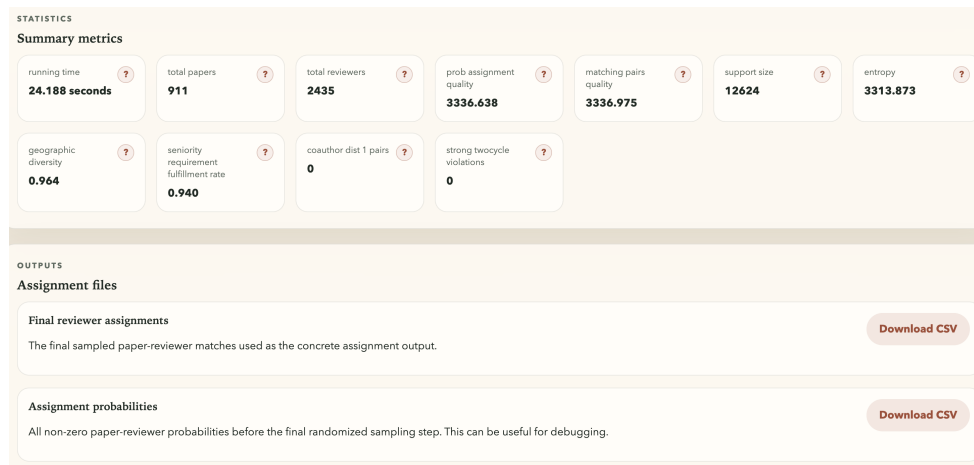 STATISTICS
Summary metrics
running time ?
24.188 seconds
total papers ?
911
total reviewers ?
2435
prob assignment ?
quality
3336.638
matching pairs ?
quality
3336.975
support size ?
12624
entropy ?
3313.873
geographic ?
diversity
0.964
seniority ?
requirement
fulfillment rate
0.940
coauthor dist 1 pairs ?
0
strong twocycle ?
violations
0
OUTPUTS
Assignment files
Final reviewer assignments
The final sampled paper-reviewer matches used as the concrete assignment output.
Download CSV
Assignment probabilities
All non-zero paper-reviewer probabilities before the final randomized sampling step. This can be useful for debugging.
Download CSV